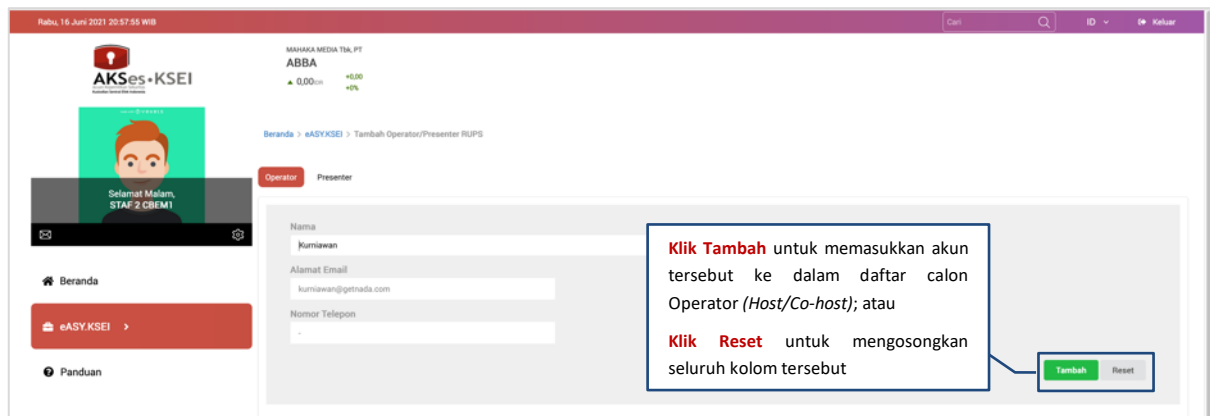 Rabu, 16 Juni 2021 20:57:55 WIB
Cari
ID
Keluar
AKSes•KSEI
MAHAKA MEDIA Tbk, PT
ABBA
0,00
+0,00
+0%
Selamat Malam,
STAF 2 CBEM1
Beranda
eASY.KSEI >
Panduan
Beranda > eASY.KSEI > Tambah Operator/Presenter RUPS
Operator
Presenter
Nama
Kurniawan
Alamat Email
kurniawan@getnada.com
Nomor Telepon
-
Klik Tambah untuk memasukkan akun
tersebut ke dalam daftar calon
Operator (Host/Co-host); atau
Klik Reset untuk mengosongkan
seluruh kolom tersebut
Tambah
Reset